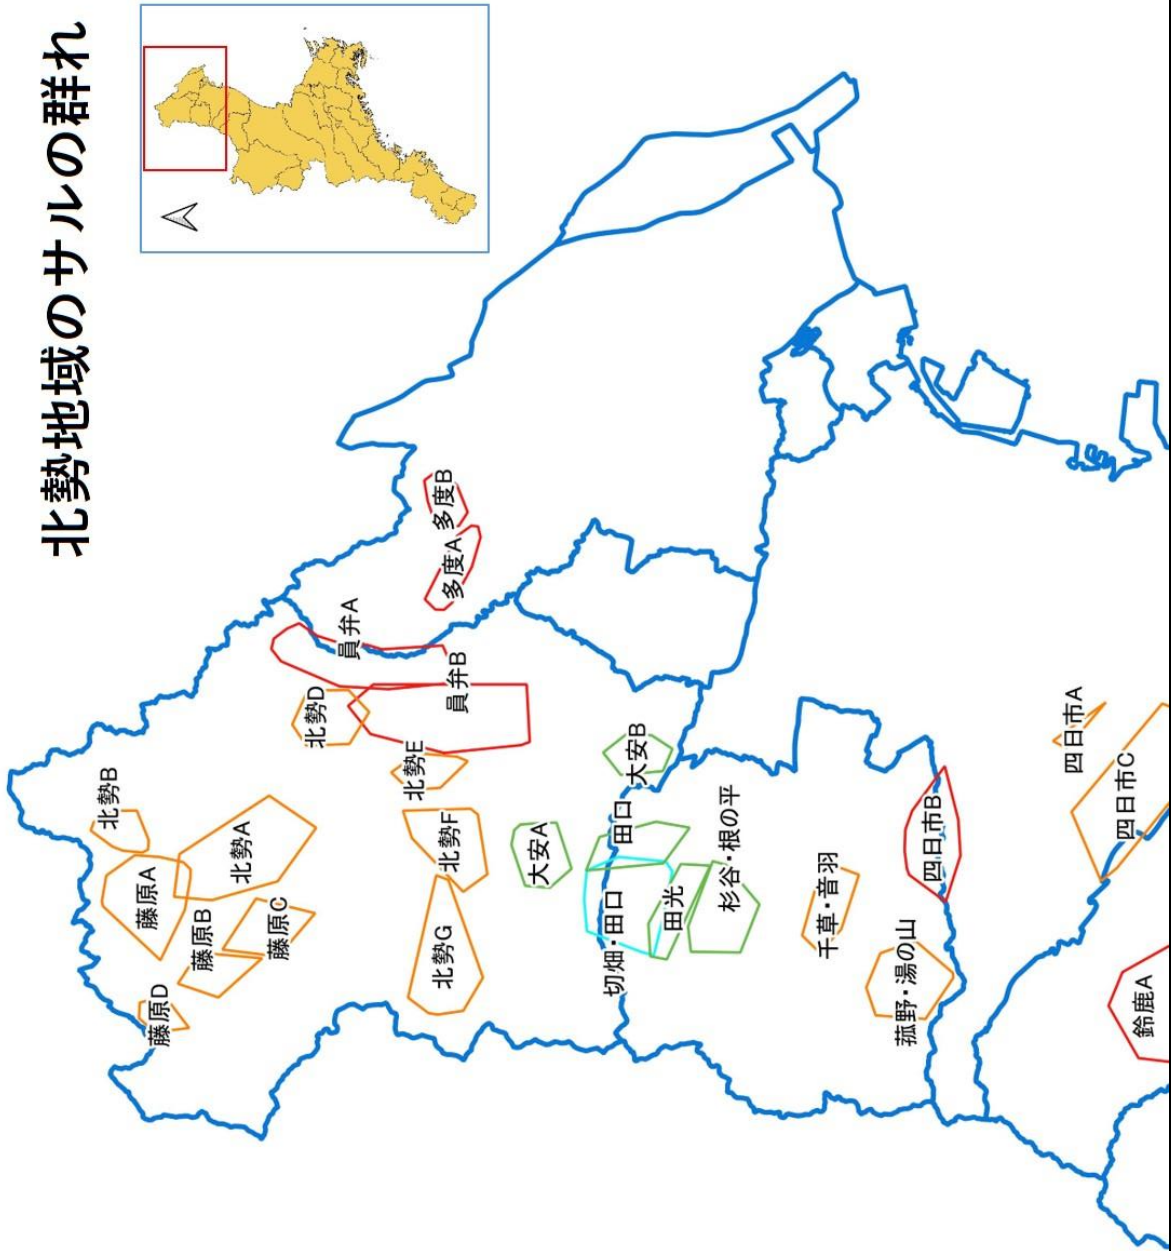 北勢地域のサルの群れ
北勢B
藤原A
北勢A
藤原B
藤原C
藤原D
北勢D
員弁A
員弁B
多度A
多度B
北勢E
北勢F
北勢G
大安A
大安B
田口
切畑・田口
田光
杉谷・根の平
千草・音羽
菰野・湯の山
四日市B
四日市A
四日市C
鈴鹿A